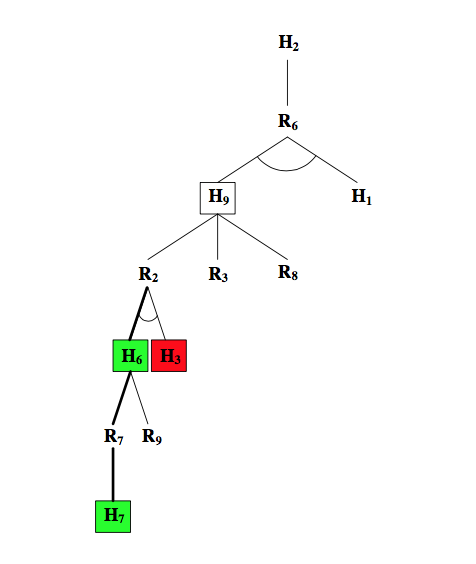 H₂
R₆
H₉ H₁
R₂ R₃ R₈
H₆ H₃
R₇ R₉
H₇